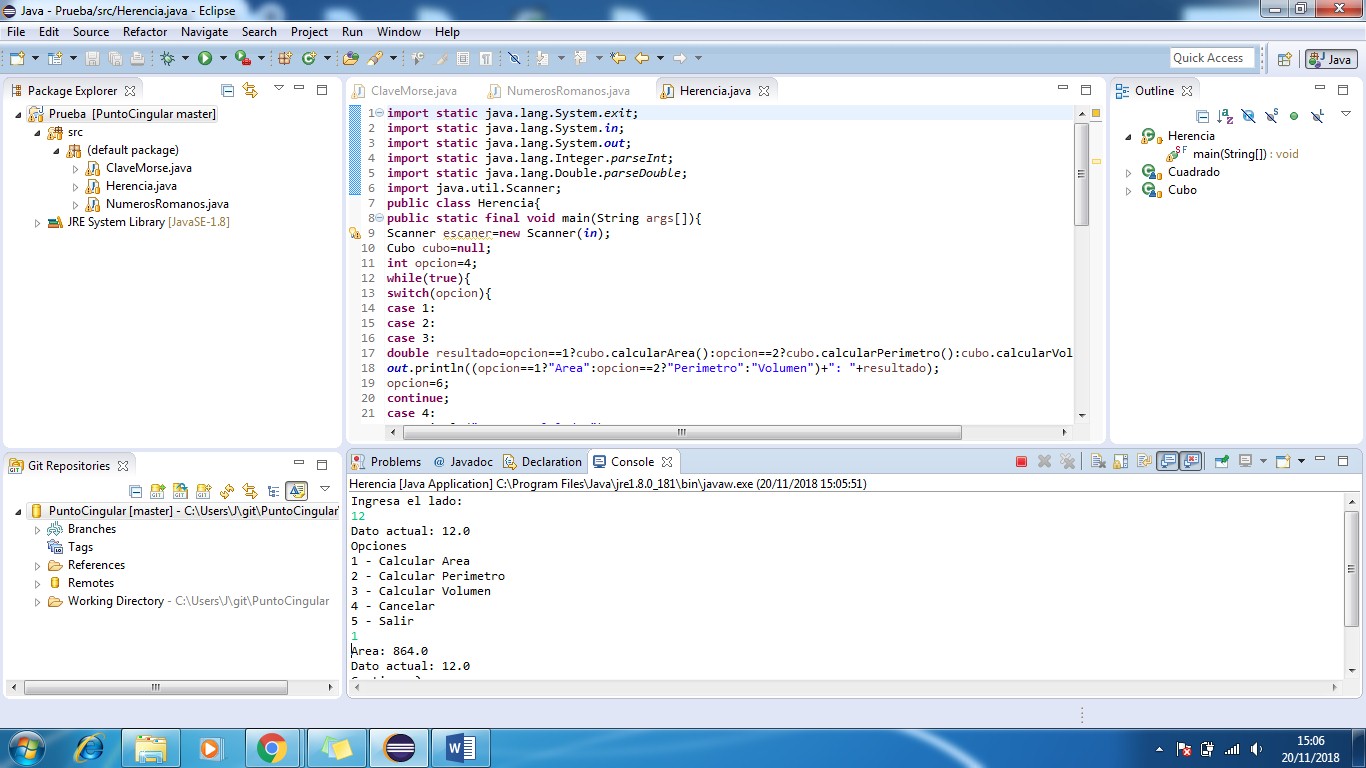 Java - Prueba/src/Herencia.java - Eclipse
File Edit Source Refactor Navigate Search Project Run Window Help
Quick Access
Java
Package Explorer
Prueba [PuntoCingular master]
src
(default package)
ClaveMorse.java
Herencia.java
NumerosRomanos.java
JRE System Library [JavaSE-1.8]
ClaveMorse.java NumerosRomanos.java Herencia.java
1 import static java.lang.System.exit;
2 import static java.lang.System.in;
3 import static java.lang.System.out;
4 import static java.lang.Integer.parseInt;
5 import static java.lang.Double.parseDouble;
6 import java.util.Scanner;
7 public class Herencia{
8 public static final void main(String args[]){
9 Scanner escaner=new Scanner(in);
10 Cubo cubo=null;
11 int opcion=4;
12 while(true){
13 switch(opcion){
14 case 1:
15 case 2:
16 case 3:
17 double resultado=opcion==1?cubo.calcularArea():opcion==2?cubo.calcularPerimetro():cubo.calcularVol
18 out.println((opcion==1?"Area":opcion==2?"Perimetro":"Volumen")+": "+resultado);
19 opcion=6;
20 continue;
21 case 4:
Outline
Herencia
main(String[]) : void
Cuadrado
Cubo
Git Repositories
PuntoCingular [master] - C:\Users\J\git\PuntoCingular
Branches
Tags
References
Remotes
Working Directory - C:\Users\J\git\PuntoCingular
Problems @ Javadoc Declaration Console
Herencia [Java Application] C:\Program Files\Java\jre1.8.0_181\bin\javaw.exe (20/11/2018 15:05:51)
Ingresa el lado:
12
Dato actual: 12.0
Opciones
1 - Calcular Area
2 - Calcular Perimetro
3 - Calcular Volumen
4 - Cancelar
5 - Salir
1
Area: 864.0
Dato actual: 12.0
15:06
20/11/2018